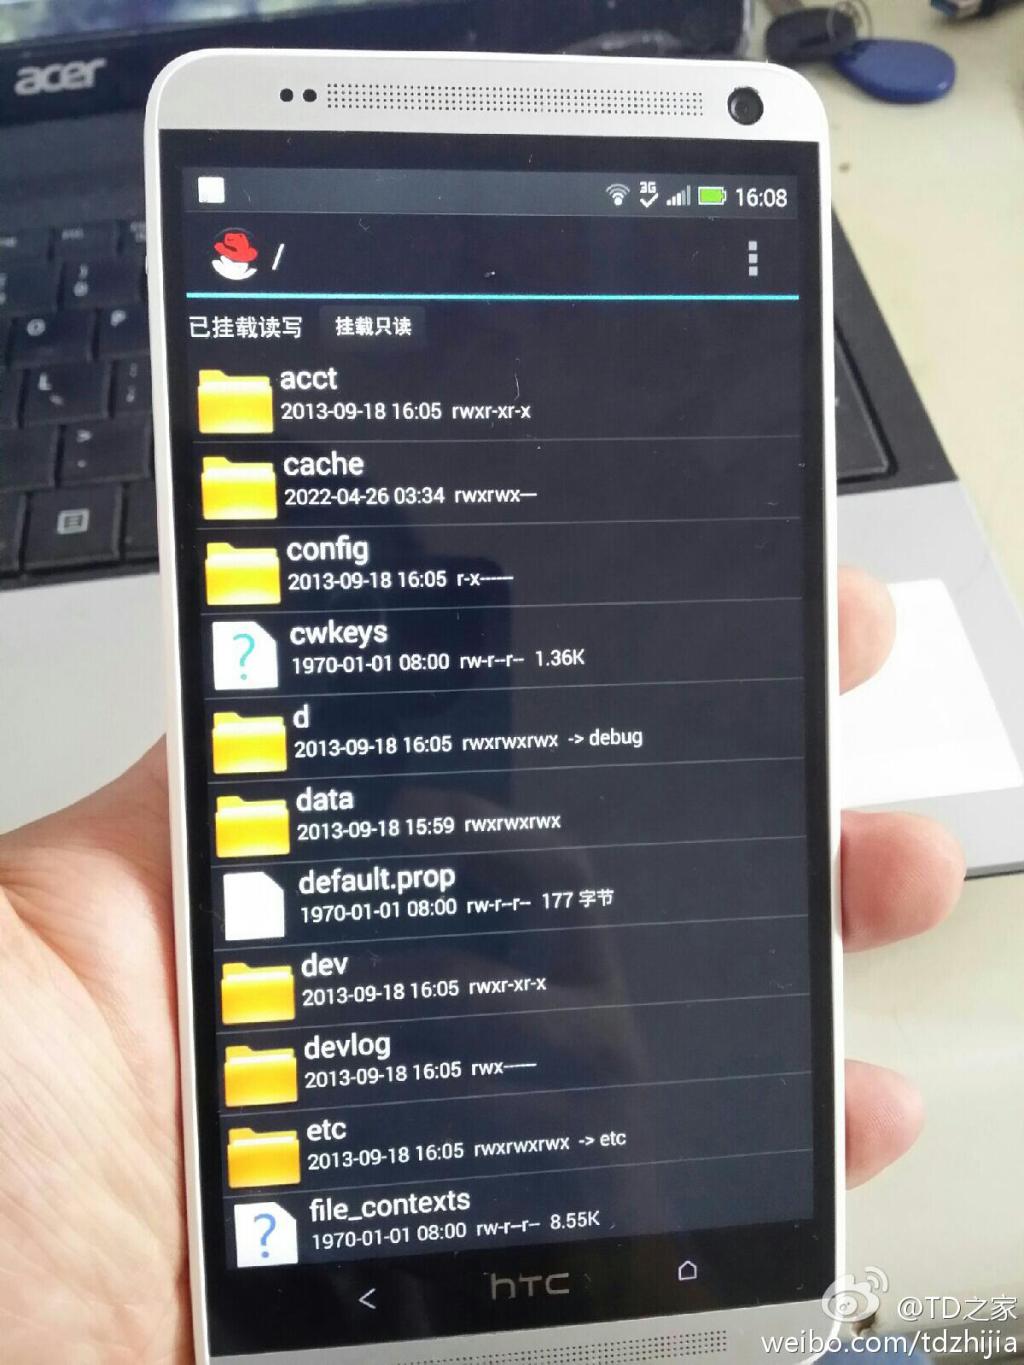 acer
3G
16:08
/
已挂载读写 挂载只读
acct
2013-09-18 16:05 rwxr-xr-x
cache
2022-04-26 03:34 rwxrwx---
config
2013-09-18 16:05 r-x------
cwkeys
1970-01-01 08:00 rw-r--r-- 1.36K
d
2013-09-18 16:05 rwxrwxrwx -> debug
data
2013-09-18 15:59 rwxrwxrwx
default.prop
1970-01-01 08:00 rw-r--r-- 177 字节
dev
2013-09-18 16:05 rwxr-xr-x
devlog
2013-09-18 16:05 rwx------
etc
2013-09-18 16:05 rwxrwxrwx -> etc
file_contexts
1970-01-01 08:00 rw-r--r-- 8.55K
hTC
@TD之家
weibo.com/tdzhijia